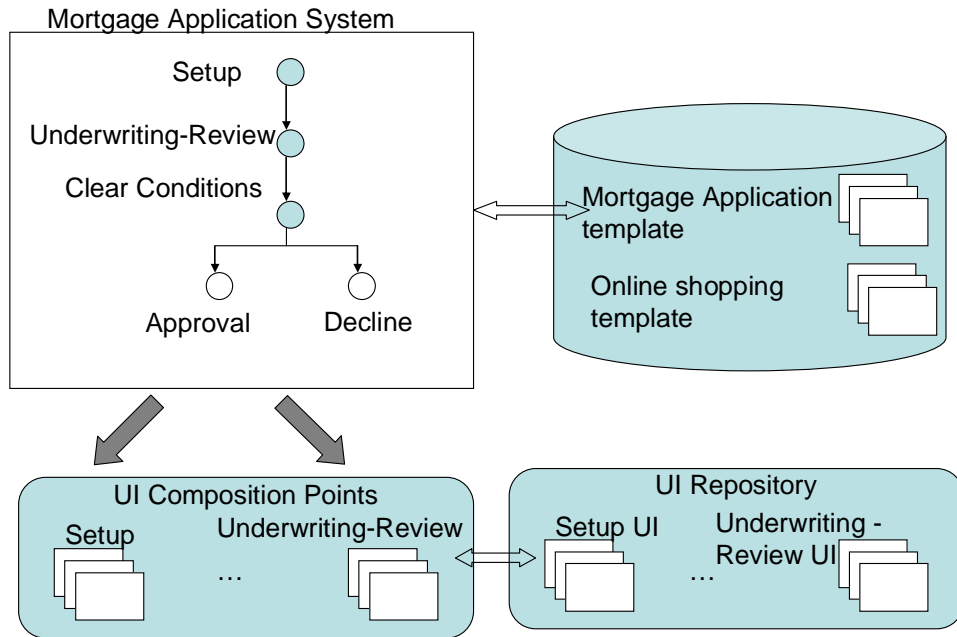 Mortgage Application System
Setup
Underwriting-Review
Clear Conditions
Approval
Decline
Mortgage Application
template
Online shopping
template
UI Composition Points
Setup
Underwriting-Review
…
UI Repository
Setup UI
Underwriting -
Review UI
…